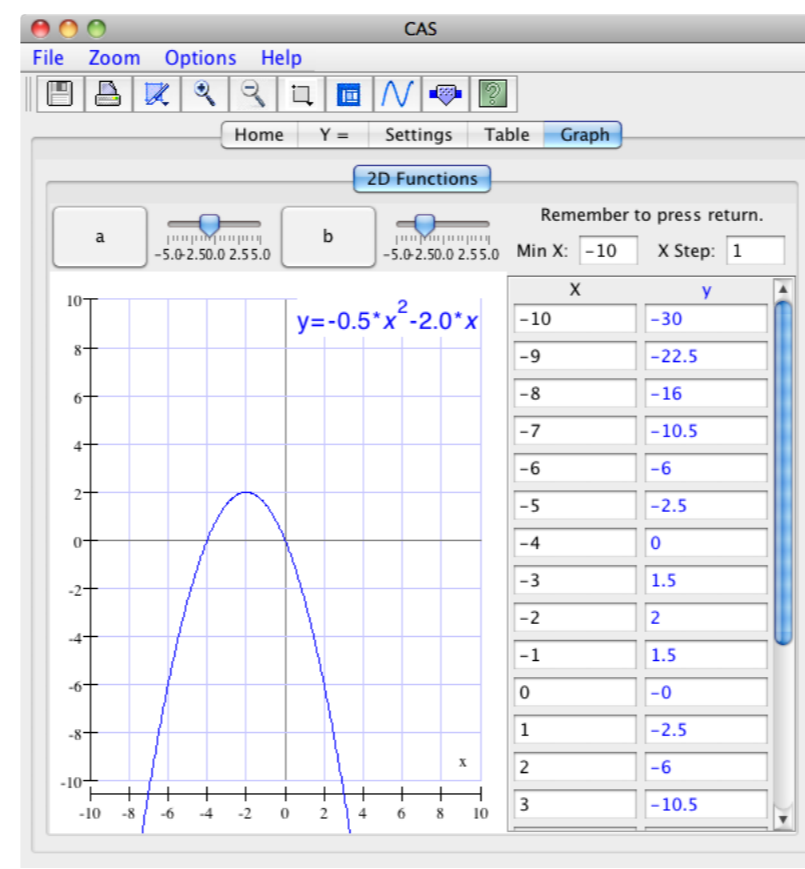 CAS
File Zoom Options Help
Home Y = Settings Table Graph
2D Functions
a
-5.0-2.50.0 2.55.0
b
-5.0-2.50.0 2.55.0
Remember to press return.
Min X: -10 X Step: 1
y=-0.5*x²-2.0*x
10
8
6
4
2
0
-2
-4
-6
-8
-10
x
-10 -8 -6 -4 -2 0 2 4 6 8 10
X y
-10 -30
-9 -22.5
-8 -16
-7 -10.5
-6 -6
-5 -2.5
-4 0
-3 1.5
-2 2
-1 1.5
0 -0
1 -2.5
2 -6
3 -10.5